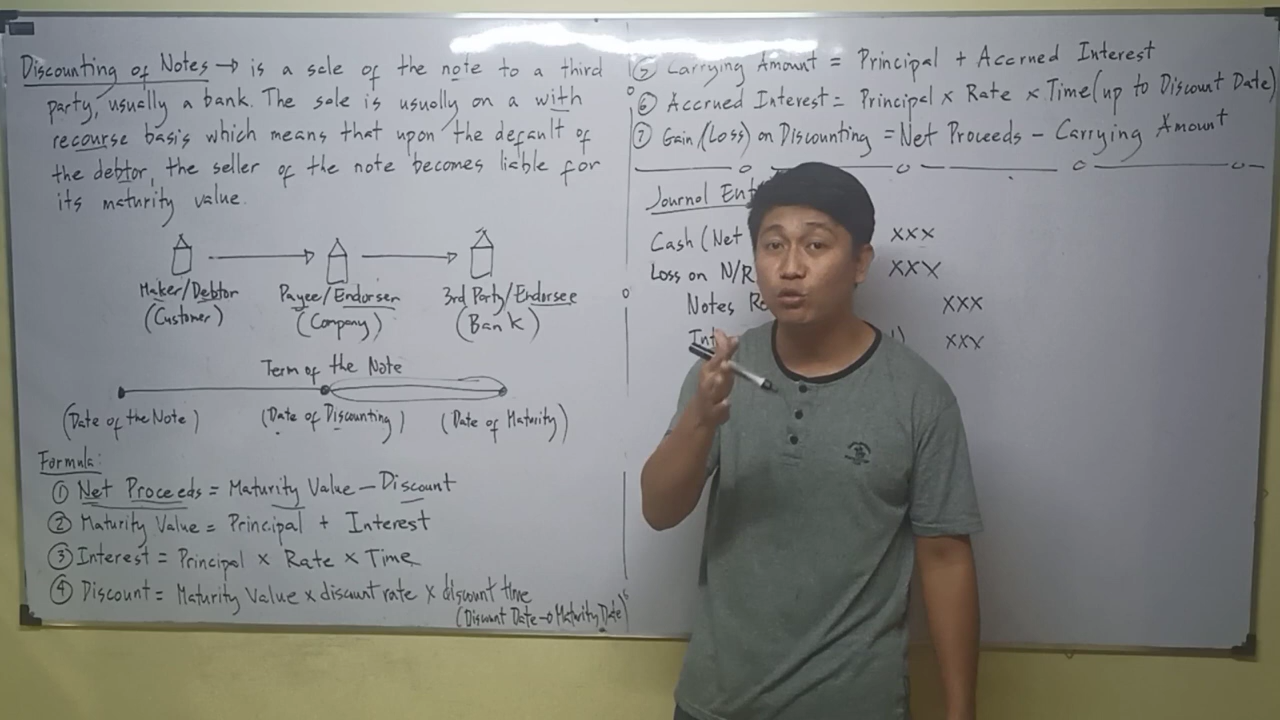 Discounting of Notes → is a sale of the note to a third
party, usually a bank. The sale is usually on a with
recourse basis which means that upon the default of
the debtor, the seller of the note becomes liable for
its maturity value.
Maker/Debtor
(Customer)
Payee/Endorser
(Company)
3rd Party/Endorsee
(Bank)
Term of the Note
(Date of the Note)
(Date of Discounting)
(Date of Maturity)
Formula:
① Net Proceeds = Maturity Value – Discount
② Maturity Value = Principal + Interest
③ Interest = Principal × Rate × Time
④ Discount = Maturity Value × discount rate × discount time
(Discount Date → Maturity Date)
⑤ Carrying Amount = Principal + Accrued Interest
⑥ Accrued Interest = Principal × Rate × Time (up to Discount Date)
⑦ Gain/(Loss) on Discounting = Net Proceeds – Carrying Amount
Journal
Cash (Net xxx
Loss on N/R xxx
Notes xxx
xxx